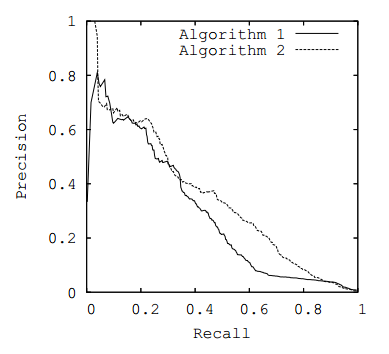 Algorithm 1
Algorithm 2
Precision
1
0.8
0.6
0.4
0.2
0
0 0.2 0.4 0.6 0.8 1
Recall